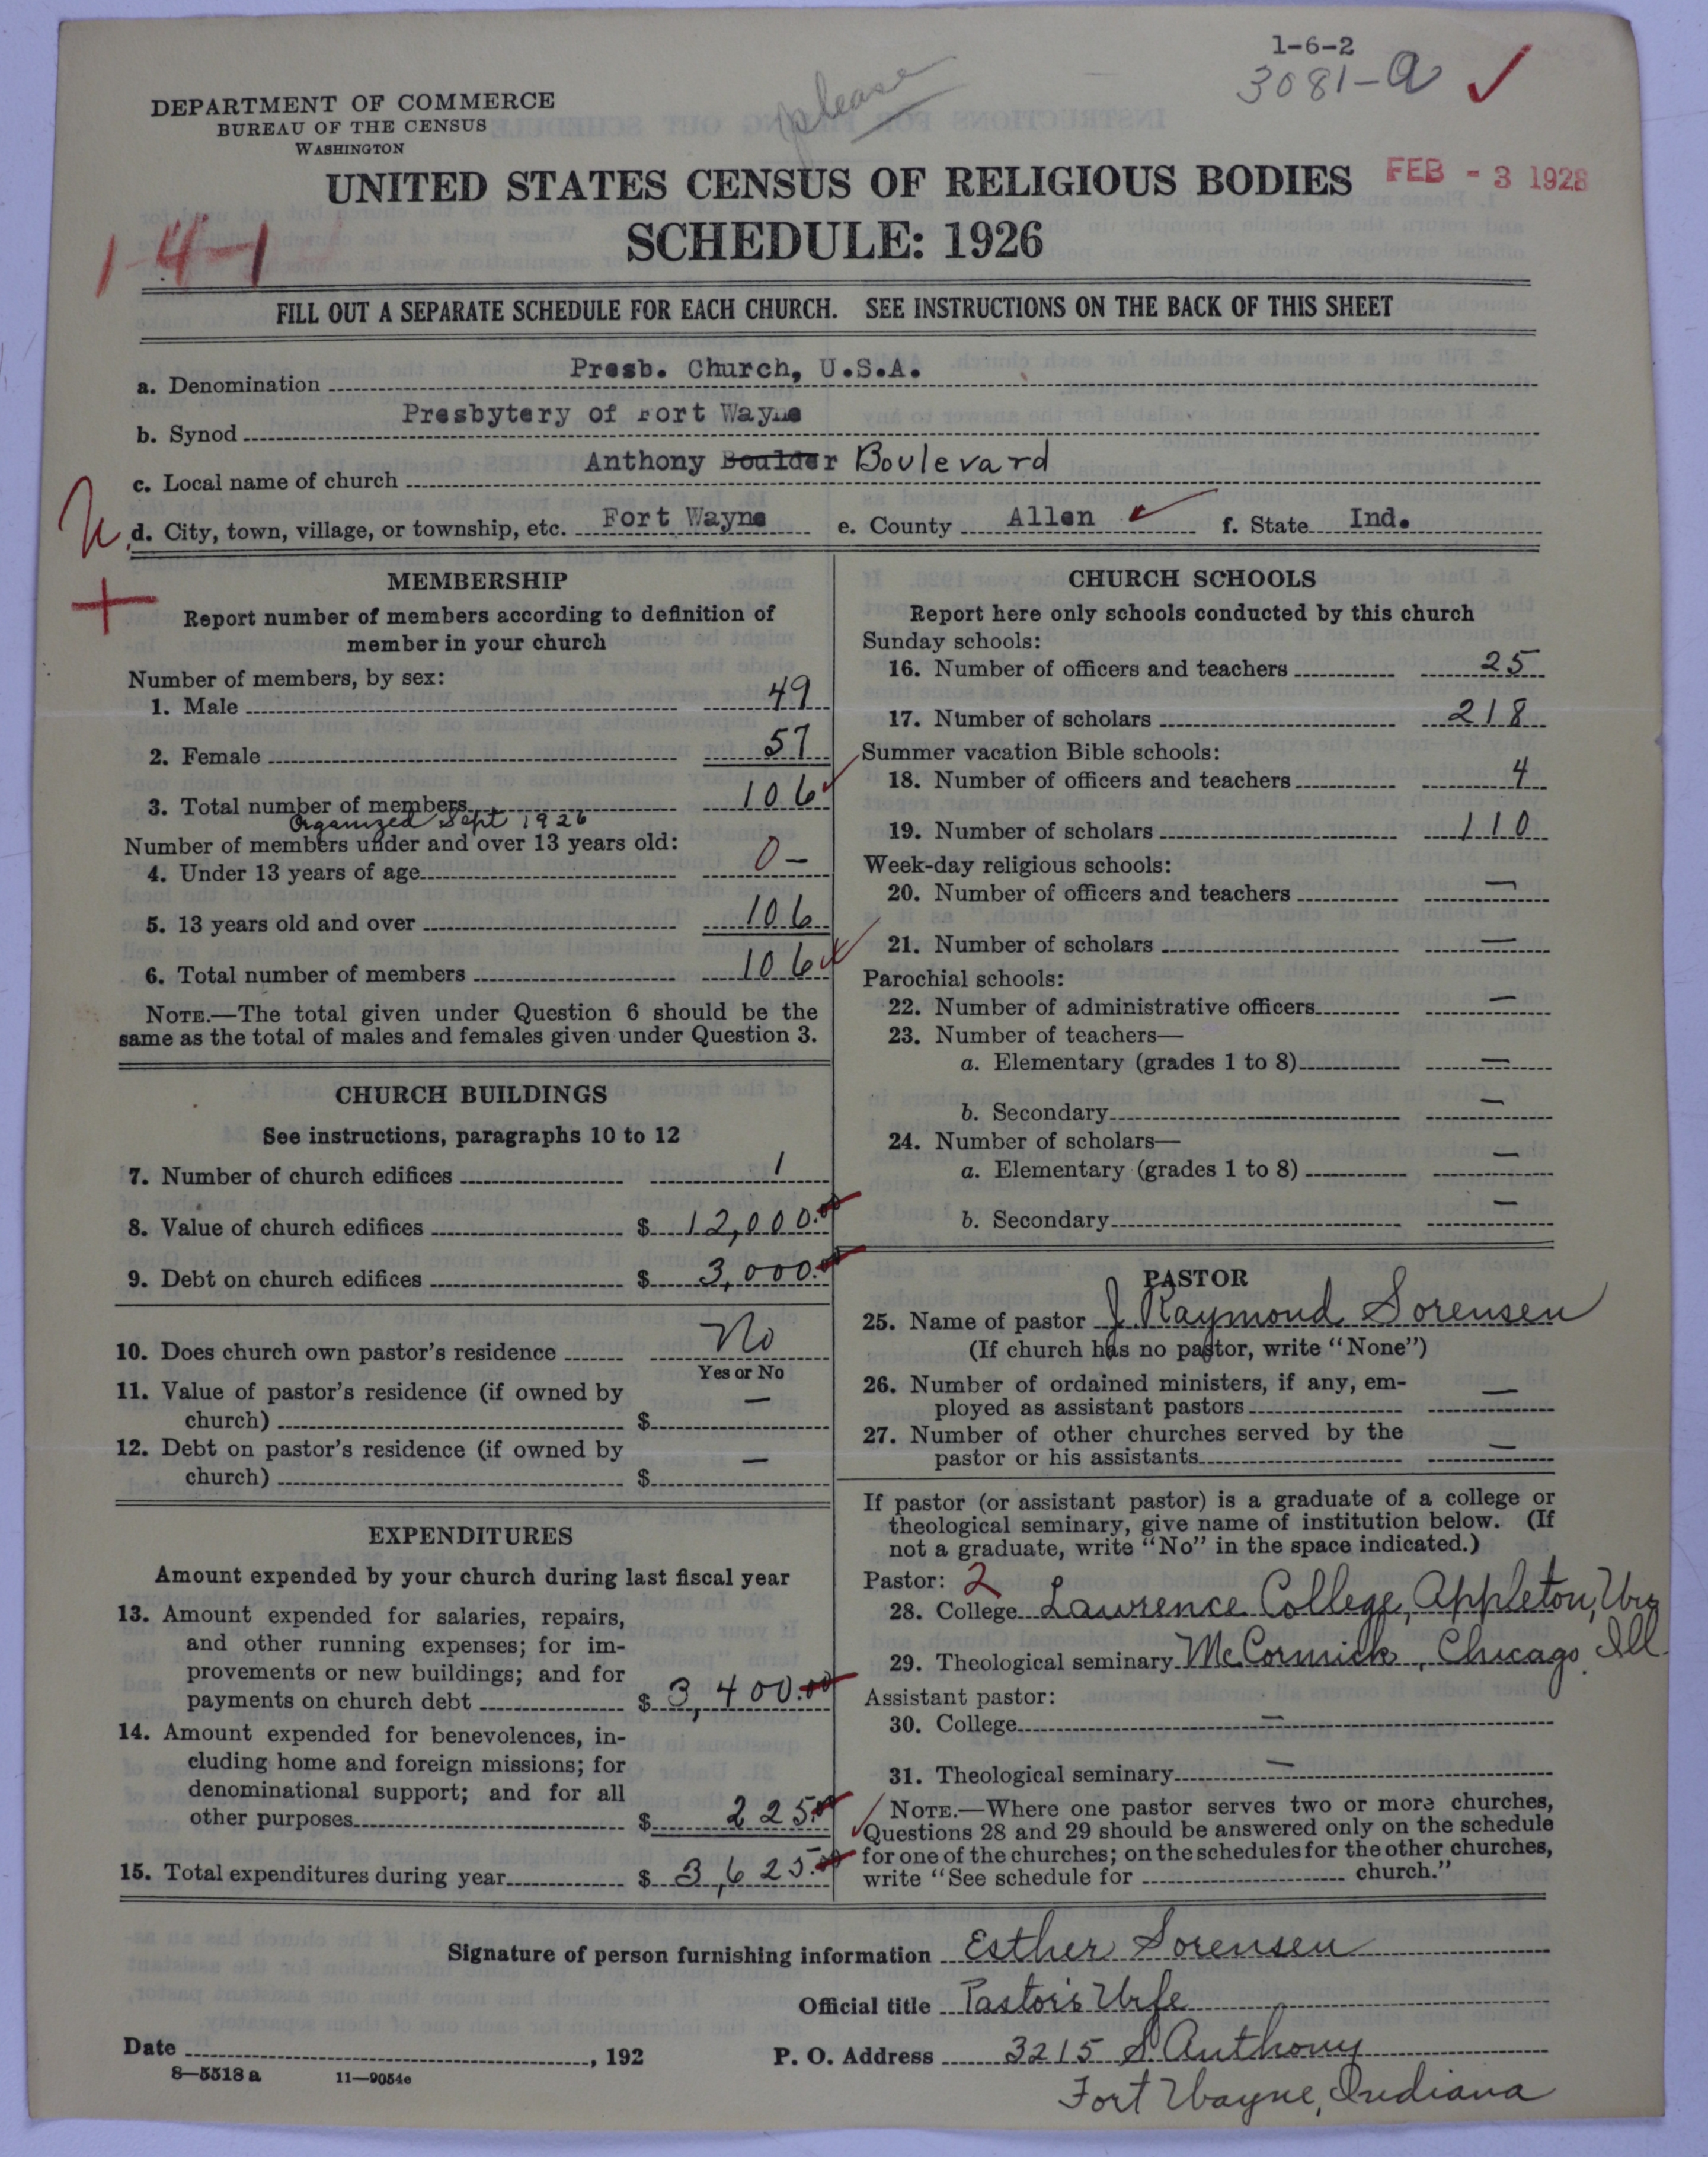 1-6-2
3081-a ✓
please
DEPARTMENT OF COMMERCE
BUREAU OF THE CENSUS
WASHINGTON
UNITED STATES CENSUS OF RELIGIOUS BODIES
FEB - 3 1928
SCHEDULE: 1926
1-4-1
FILL OUT A SEPARATE SCHEDULE FOR EACH CHURCH. SEE INSTRUCTIONS ON THE BACK OF THIS SHEET
a. Denomination Presb. Church, U.S.A.
b. Synod Presbytery of Fort Wayne
c. Local name of church Anthony Boulder Boulevard
d. City, town, village, or township, etc. Fort Wayne e. County Allen ✓ f. State Ind.
MEMBERSHIP
Report number of members according to definition of
member in your church
Number of members, by sex:
1. Male 49
2. Female 57
3. Total number of members 106 ✓
Organized Sept 1926
Number of members under and over 13 years old:
4. Under 13 years of age 0 –
5. 13 years old and over 106
6. Total number of members 106 ✓
NOTE.—The total given under Question 6 should be the
same as the total of males and females given under Question 3.
CHURCH BUILDINGS
See instructions, paragraphs 10 to 12
7. Number of church edifices 1
8. Value of church edifices $ 12,000.00
9. Debt on church edifices $ 3,000.00
10. Does church own pastor's residence No
Yes or No
11. Value of pastor's residence (if owned by
church) $ —
12. Debt on pastor's residence (if owned by
church) $ —
EXPENDITURES
Amount expended by your church during last fiscal year
13. Amount expended for salaries, repairs,
and other running expenses; for im-
provements or new buildings; and for
payments on church debt $ 3,400.00
14. Amount expended for benevolences, in-
cluding home and foreign missions; for
denominational support; and for all
other purposes $ 225.00
15. Total expenditures during year $ 3,625.00
CHURCH SCHOOLS
Report here only schools conducted by this church
Sunday schools:
16. Number of officers and teachers 25
17. Number of scholars 218
Summer vacation Bible schools:
18. Number of officers and teachers 4
19. Number of scholars 110
Week-day religious schools:
20. Number of officers and teachers —
21. Number of scholars —
Parochial schools:
22. Number of administrative officers —
23. Number of teachers—
a. Elementary (grades 1 to 8) —
b. Secondary —
24. Number of scholars—
a. Elementary (grades 1 to 8) —
b. Secondary —
PASTOR
25. Name of pastor J. Raymond Sorensen
(If church has no pastor, write "None")
26. Number of ordained ministers, if any, em-
ployed as assistant pastors —
27. Number of other churches served by the
pastor or his assistants —
If pastor (or assistant pastor) is a graduate of a college or
theological seminary, give name of institution below. (If
not a graduate, write "No" in the space indicated.)
Pastor: 2
28. College Lawrence College, Appleton, Wis
29. Theological seminary McCormick, Chicago Ill.
Assistant pastor:
30. College —
31. Theological seminary —
NOTE.—Where one pastor serves two or more churches,
Questions 28 and 29 should be answered only on the schedule
for one of the churches; on the schedules for the other churches,
write "See schedule for church."
Signature of person furnishing information Esther Sorensen
Official title Pastor's Wife
Date , 192
P. O. Address 3215 S. Anthony
Fort Wayne, Indiana
8—5518 a 11—9054e